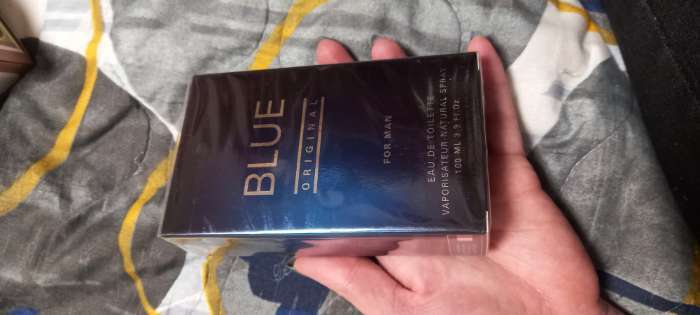 BLUE
ORIGINAL
FOR MAN
EAU DE TOILETTE
VAPORISATEUR-NATURAL SPRAY
100 ML 3.3 fl.Oz